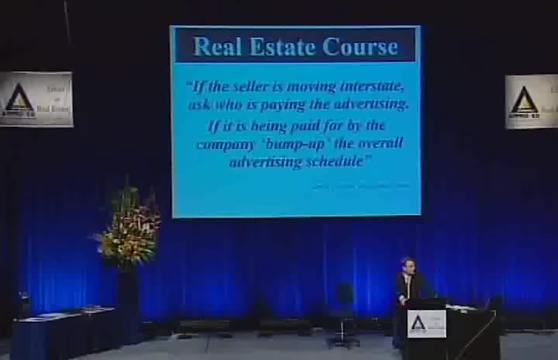 Real Estate Course
“If the seller is moving interstate,
ask who is paying the advertising.
If it is being paid for by the
company ‘bump-up’ the overall
advertising schedule”